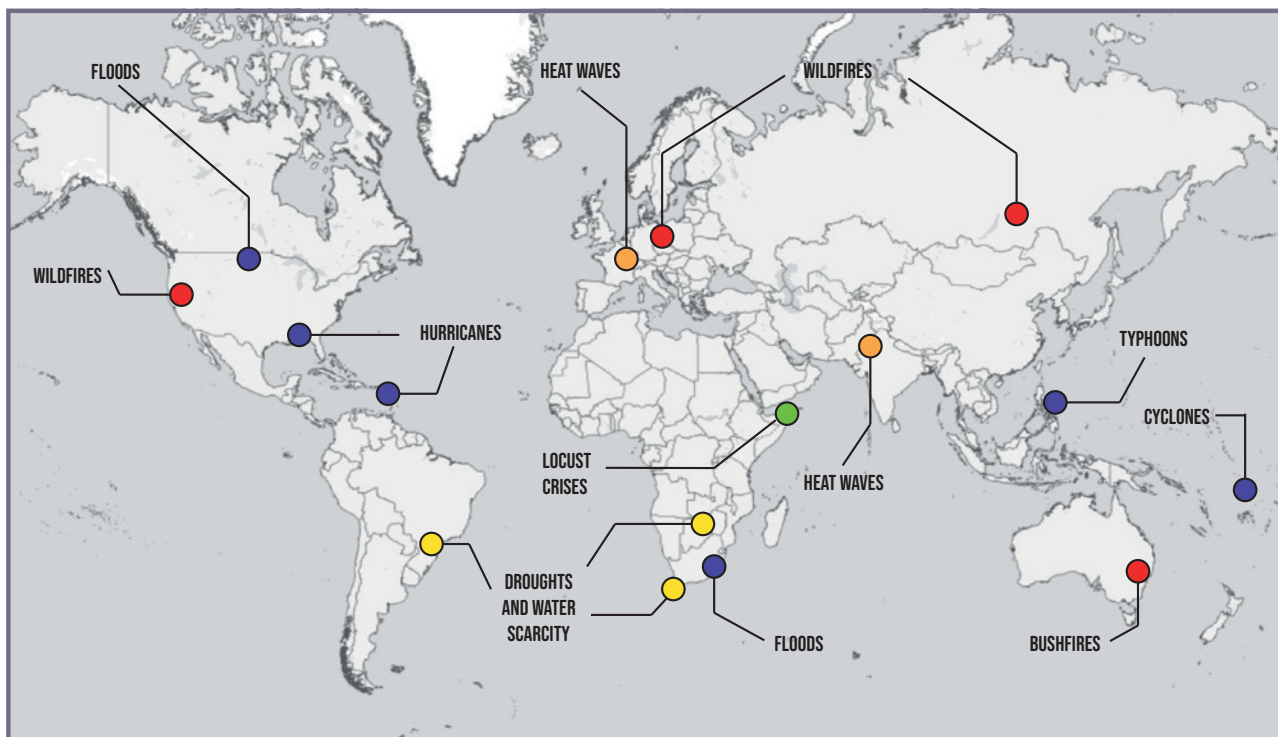 FLOODS
HEAT WAVES
WILDFIRES
WILDFIRES
HURRICANES
TYPHOONS
CYCLONES
LOCUST
CRISES
HEAT WAVES
DROUGHTS
AND WATER
SCARCITY
FLOODS
BUSHFIRES